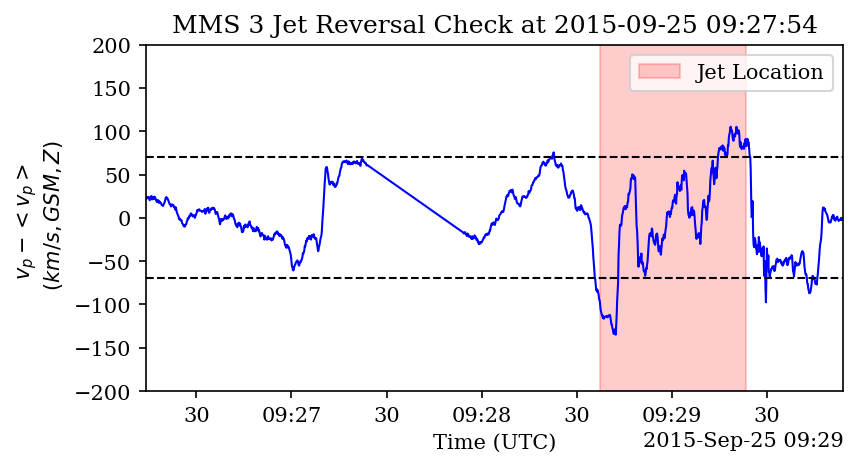 MMS 3 Jet Reversal Check at 2015-09-25 09:27:54
v_p − < v_p >
(km/s, GSM, Z)
200
150
100
50
0
−50
−100
−150
−200
Jet Location
30 09:27 30 09:28 30 09:29 30
Time (UTC)
2015-Sep-25 09:29